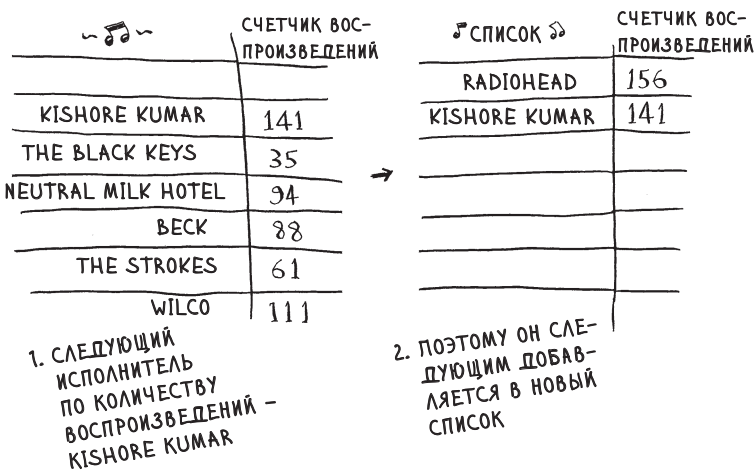 СЧЕТЧИК ВОС-
ПРОИЗВЕДЕНИЙ
KISHORE KUMAR 141
THE BLACK KEYS 35
NEUTRAL MILK HOTEL 94
BECK 88
THE STROKES 61
WILCO 111
1. СЛЕДУЮЩИЙ
ИСПОЛНИТЕЛЬ
ПО КОЛИЧЕСТВУ
ВОСПРОИЗВЕДЕНИЙ –
KISHORE KUMAR
СПИСОК
СЧЕТЧИК ВОС-
ПРОИЗВЕДЕНИЙ
RADIOHEAD 156
KISHORE KUMAR 141
2. ПОЭТОМУ ОН СЛЕ-
ДУЮЩИМ ДОБАВ-
ЛЯЕТСЯ В НОВЫЙ
СПИСОК